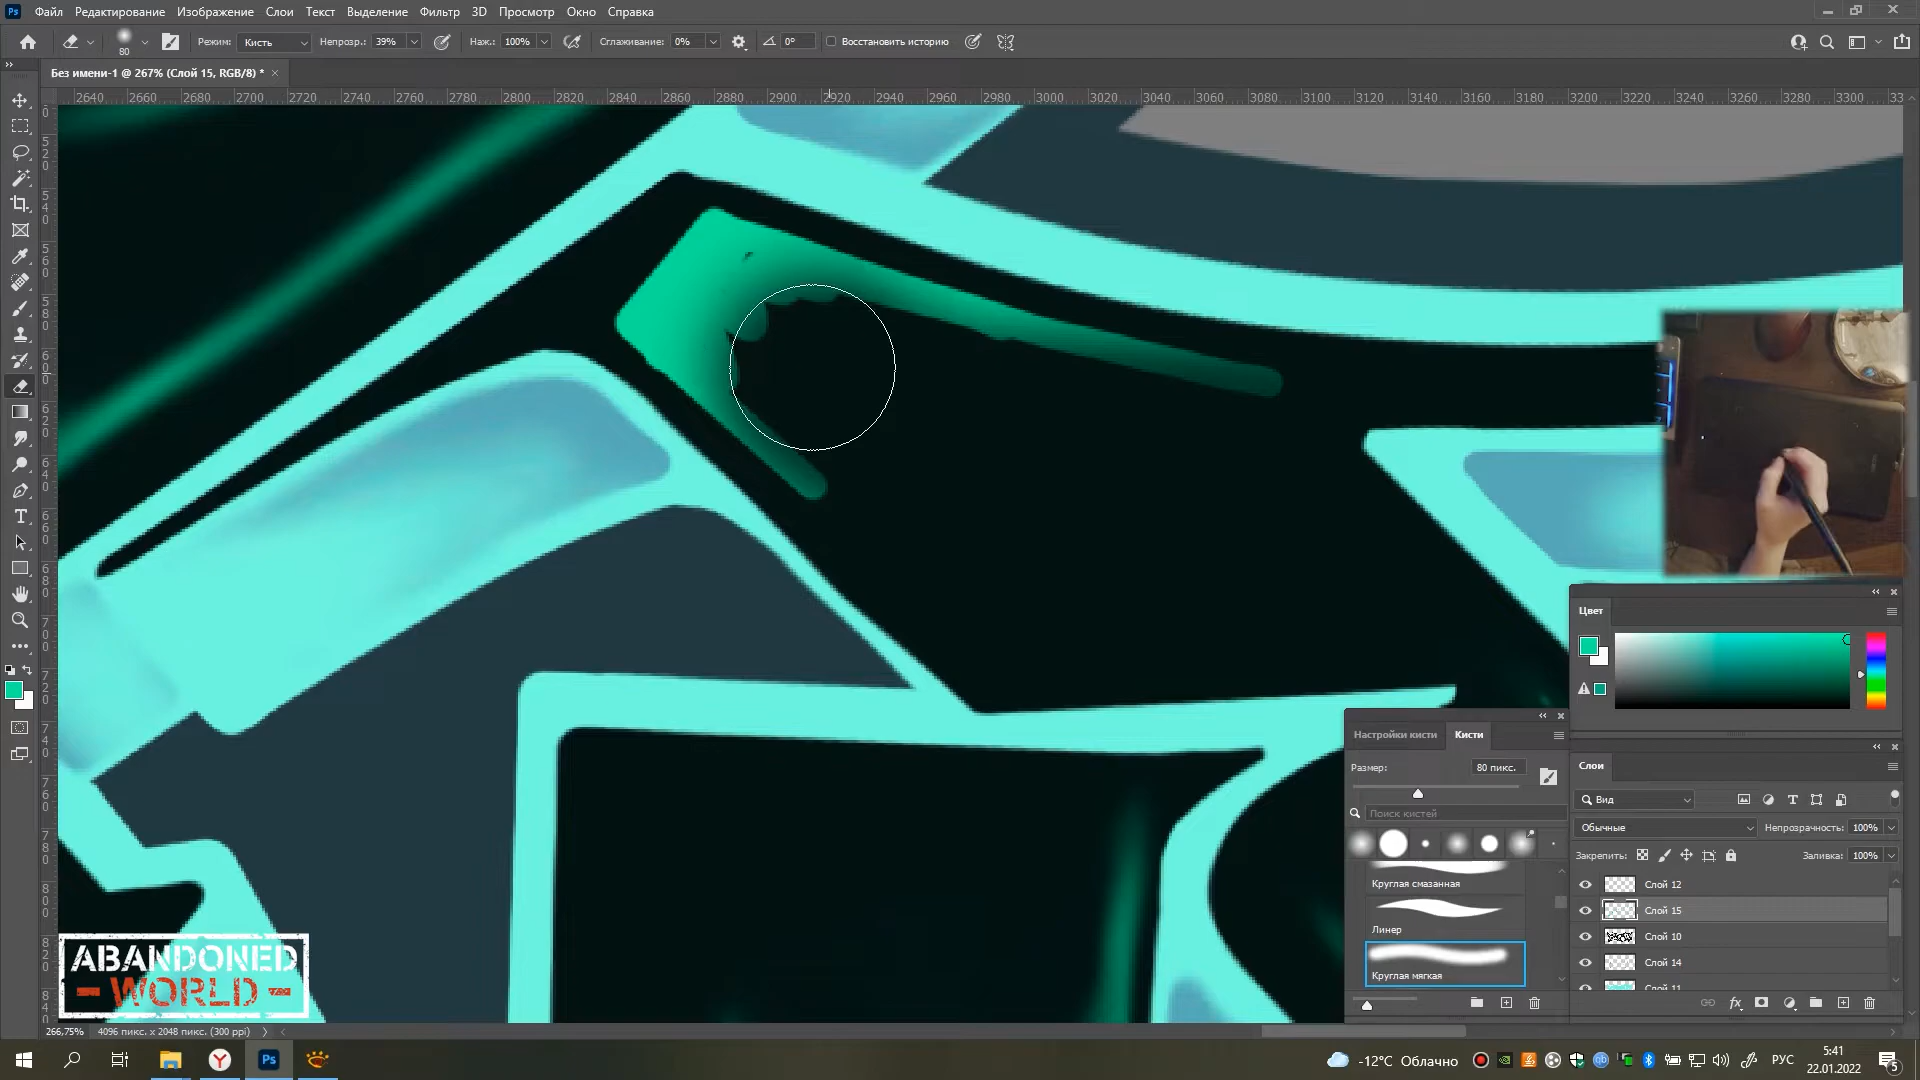 Файл Редактирование Изображение Слои Текст Выделение Фильтр 3D Просмотр Окно Справка
80 Режим: Кисть Непрозр.: 39% Наж.: 100% Сглаживание: 0% 0° Восстановить историю
Без имени-1 @ 267% (Слой 15, RGB/8) *
2640 2660 2680 2700 2720 2740 2760 2780 2800 2820 2840 2860 2880 2900 2920 2940 2960 2980 3000 3020 3040 3060 3080 3100 3120 3140 3160 3180 3200 3220 3240 3260 3280 3300
Цвет
Настройки кисти Кисти
Размер: 80 пикс.
Поиск кистей
Круглая смазанная
Линер
Круглая мягкая
Слои
Вид
Обычные Непрозрачность: 100%
Закрепить: Заливка: 100%
Слой 12
Слой 15
Слой 10
Слой 14
Слой 11
fx
ABANDONED
- WORLD -
266,75% 4096 пикс. x 2048 пикс. (300 ppi)
-12°C Облачно РУС 5:41
22.01.2022 5